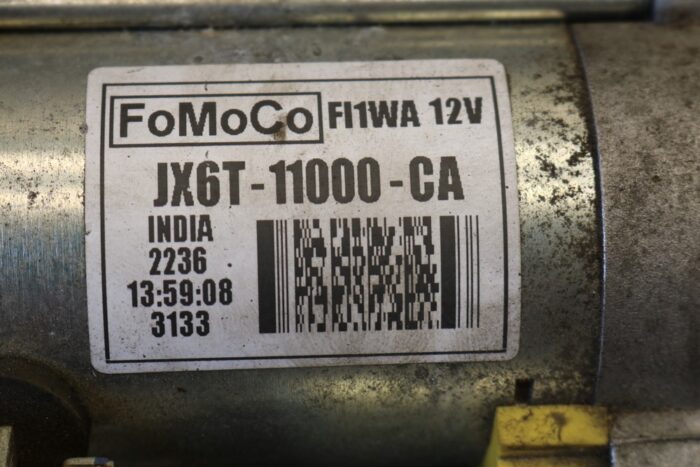 FoMoCo FI1WA 12V
JX6T-11000-CA
INDIA
2236
13:59:08
3133